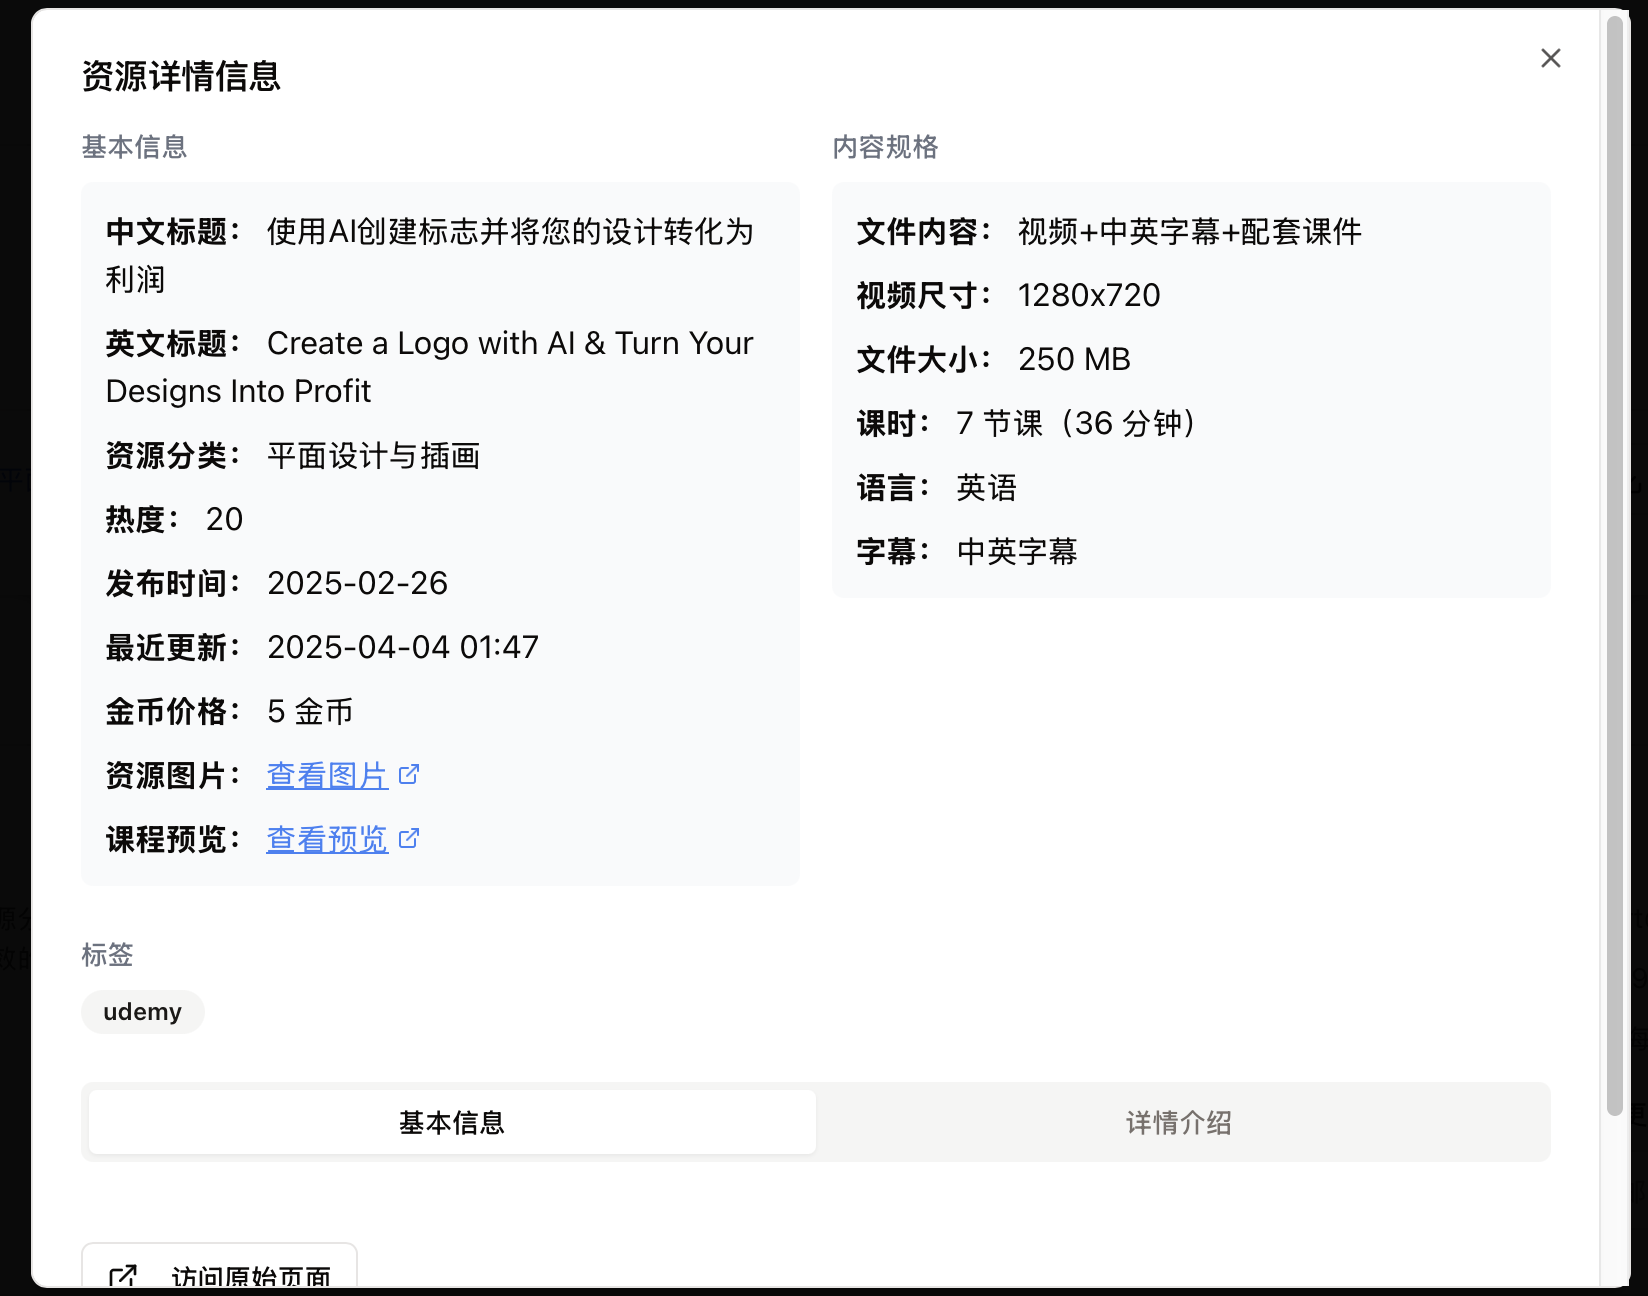 资源详情信息
基本信息
中文标题： 使用AI创建标志并将您的设计转化为
利润
英文标题： Create a Logo with AI & Turn Your
Designs Into Profit
资源分类： 平面设计与插画
热度： 20
发布时间： 2025-02-26
最近更新： 2025-04-04 01:47
金币价格： 5 金币
资源图片： 查看图片
课程预览： 查看预览
内容规格
文件内容： 视频+中英字幕+配套课件
视频尺寸： 1280x720
文件大小： 250 MB
课时： 7 节课（36 分钟）
语言： 英语
字幕： 中英字幕
标签
udemy
基本信息
详情介绍
访问原始页面